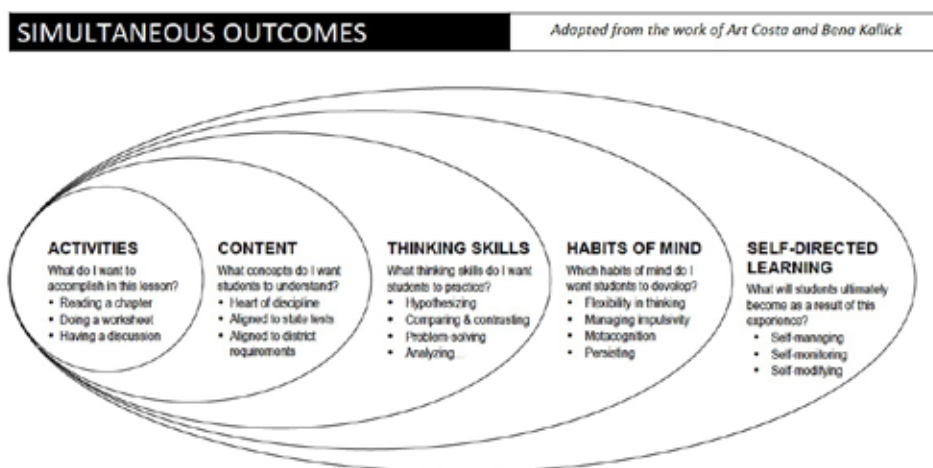 SIMULTANEOUS OUTCOMES
Adapted from the work of Art Costa and Bena Kallick
ACTIVITIES
What do I want to
accomplish in this lesson?
• Reading a chapter
• Doing a worksheet
• Having a discussion
CONTENT
What concepts do I want
students to understand?
• Heart of discipline
• Aligned to state tests
• Aligned to district
requirements
THINKING SKILLS
What thinking skills do I want
students to practice?
• Hypothesizing
• Comparing & contrasting
• Problem-solving
• Analyzing...
HABITS OF MIND
Which habits of mind do I
want students to develop?
• Flexibility in thinking
• Managing impulsivity
• Metacognition
• Persisting
SELF-DIRECTED
LEARNING
What will students ultimately
become as a result of this
experience?
• Self-managing
• Self-monitoring
• Self-modifying